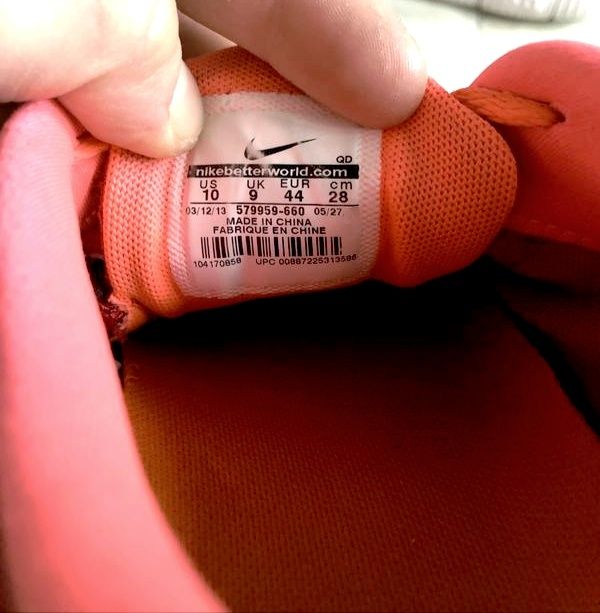 QD
nikebetterworld.com
US UK EUR cm
10 9 44 28
03/12/13 579959-660 05/27
MADE IN CHINA
FABRIQUE EN CHINE
104170858 UPC 00887225313586